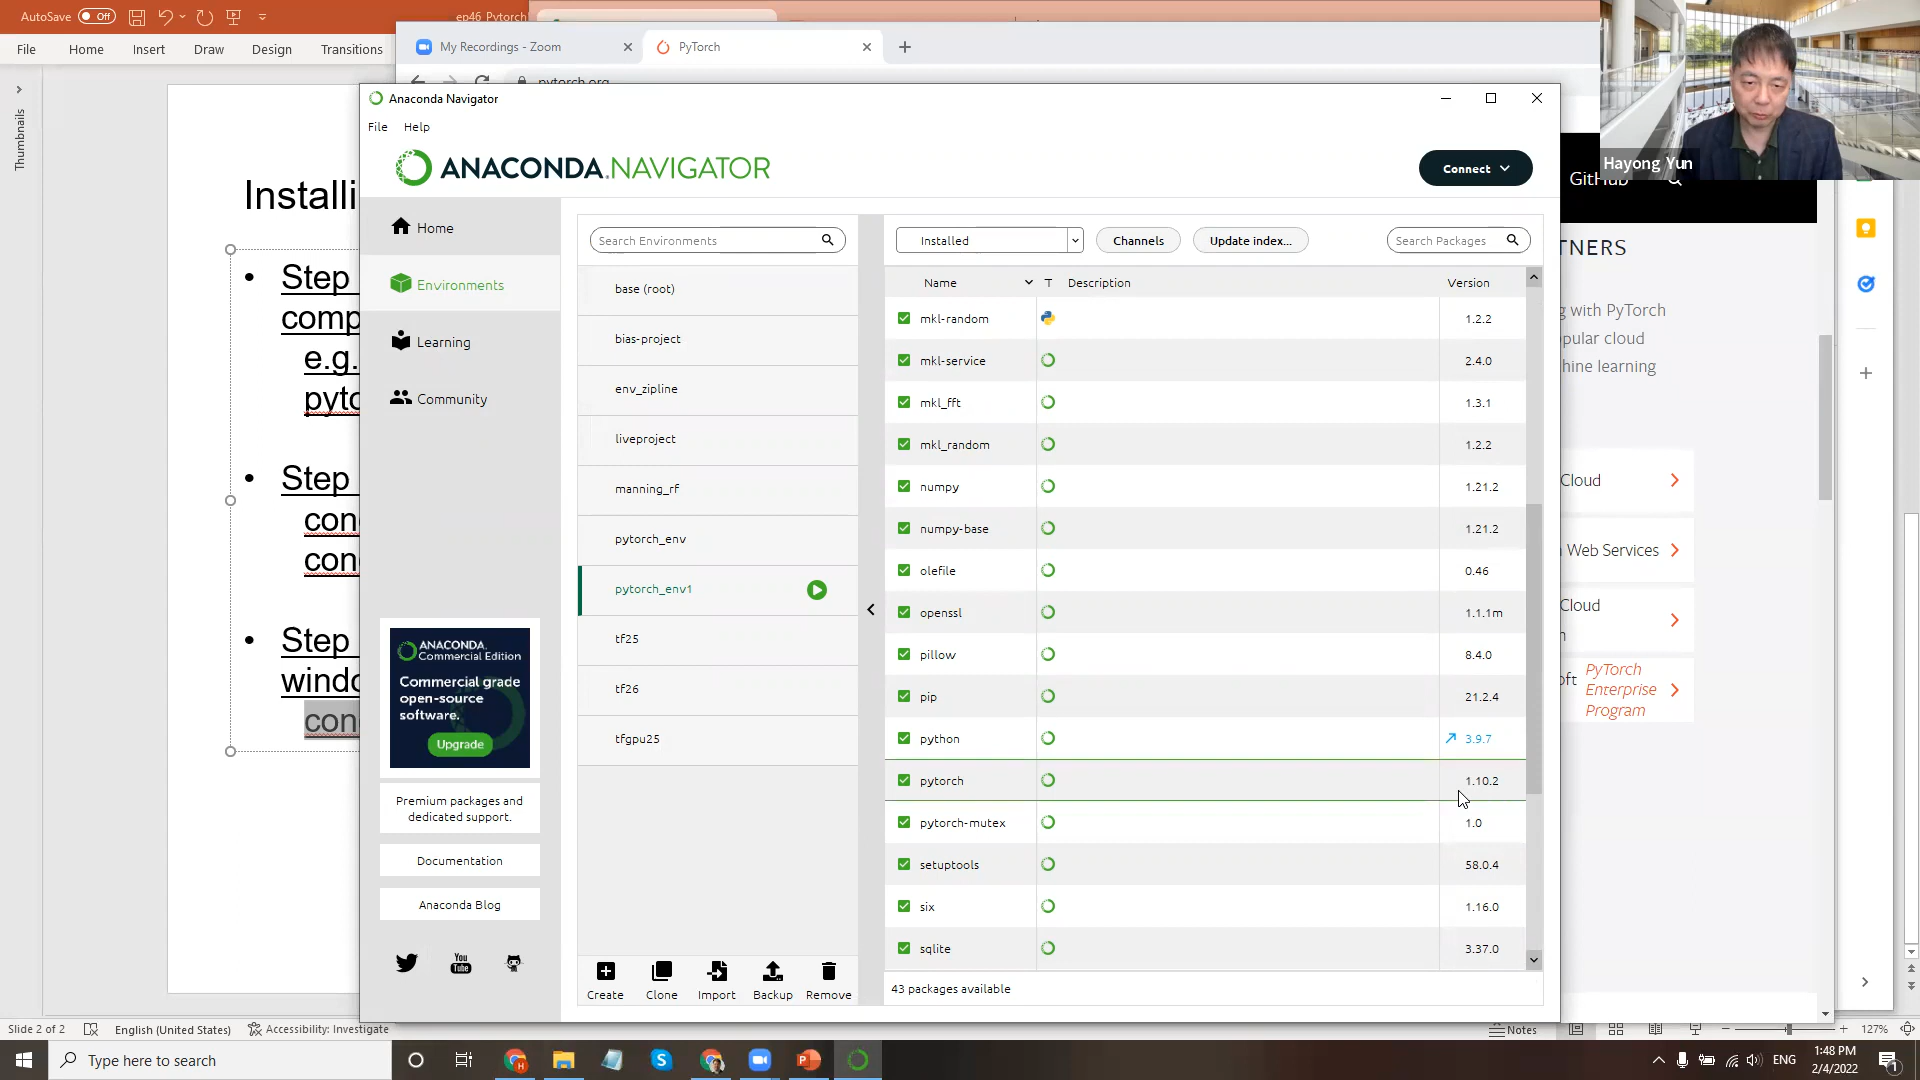 AutoSave Off
ep46_Pytorch
File Home Insert Draw Design Transitions
My Recordings - Zoom
PyTorch
pytorch.org
Thumbnails
Installi
Step
comp
e.g.
pyto
Step
con
con
Step
windo
con
Anaconda Navigator
File Help
ANACONDA.NAVIGATOR
Connect
Home
Environments
Learning
Community
ANACONDA.
Commercial Edition
Commercial grade
open-source
software.
Upgrade
Premium packages and
dedicated support.
Documentation
Anaconda Blog
You
Tube
Search Environments
base (root)
bias-project
env_zipline
liveproject
manning_rf
pytorch_env
pytorch_env1
tf25
tf26
tfgpu25
Create Clone Import Backup Remove
Installed
Channels
Update index...
Search Packages
Name T Description Version
mkl-random 1.2.2
mkl-service 2.4.0
mkl_fft 1.3.1
mkl_random 1.2.2
numpy 1.21.2
numpy-base 1.21.2
olefile 0.46
openssl 1.1.1m
pillow 8.4.0
pip 21.2.4
python 3.9.7
pytorch 1.10.2
pytorch-mutex 1.0
setuptools 58.0.4
six 1.16.0
sqlite 3.37.0
43 packages available
Hayong Yun
GitHub
TNERS
g with PyTorch
pular cloud
hine learning
Cloud
Web Services
Cloud
oft
PyTorch
Enterprise
Program
Slide 2 of 2
English (United States)
Accessibility: Investigate
Notes
127%
Type here to search
ENG
1:48 PM
2/4/2022